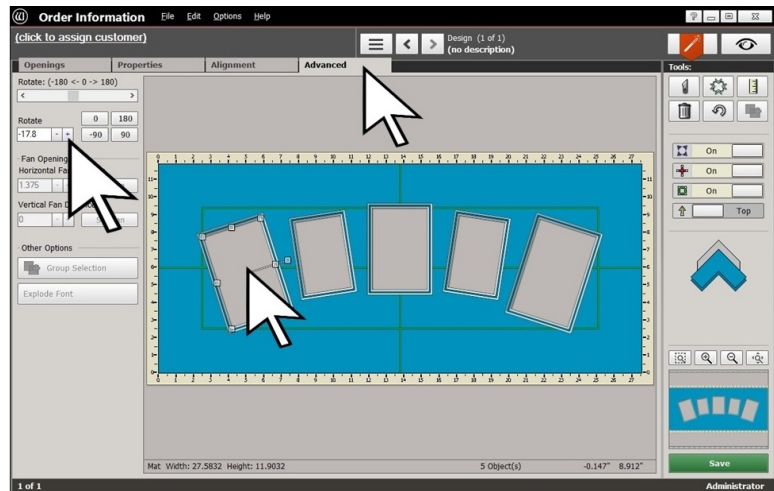 Order Information File Edit Options Help
(click to assign customer)
Design (1 of 1)
(no description)
Openings Properties Alignment Advanced
Tools:
Rotate: (-180 <- 0 -> 180)
Rotate
0 180
-17.8 - + -90 90
Fan Opening
Horizontal Fa
1.375 -
Vertical Fan D
0 -
Other Options
Group Selection
Explode Font
On
On
On
Top
Mat Width: 27.5832 Height: 11.9032 5 Object(s) -0.147" 8.912"
Save
1 of 1 Administrator